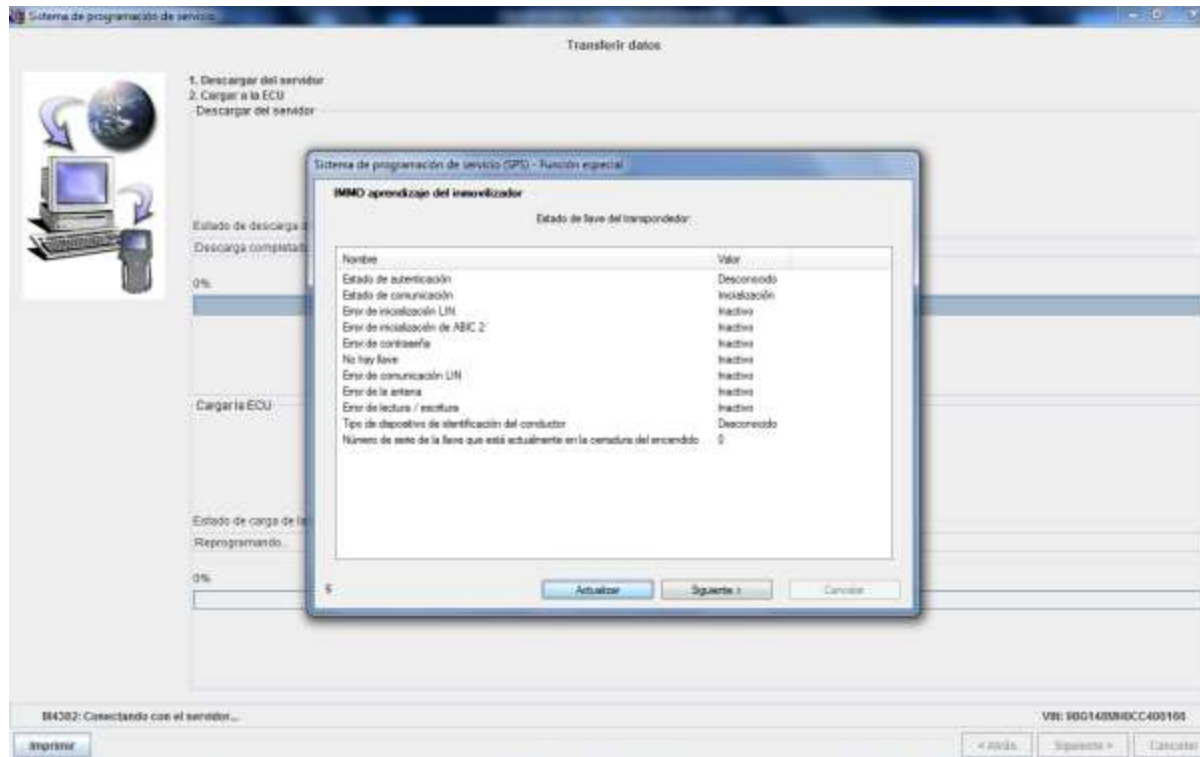 Sistema de programación de servicio
Transferir datos
1. Descargar del servidor
2. Cargar a la ECU
Descargar del servidor
Sistema de programación de servicio (SPS) - Función especial
IMMO aprendizaje del inmovilizador
Estado de llave del transpondedor:
Estado de descarga
Descarga completada
Nombre Valor
Estado de autenticación Desconocido
Estado de comunicación Inicialización
0%
Error de inicialización LIN Inactivo
Error de inicialización de ABIC 2 Inactivo
Error de contraseña Inactivo
No hay llave Inactivo
Error de comunicación LIN Inactivo
Error de la antena Inactivo
Cargar la ECU
Error de lectura / escritura Inactivo
Tipo de dispositivo de identificación del conductor Desconocido
Número de serie de la llave que está actualmente en la cerradura del encendido 0
Estado de carga de la
Reprogramando...
0%
Actualizar Siguiente > Cancelar
Conectando con el servidor...
VIN:
Imprimir < Atrás Siguiente > Cancelar